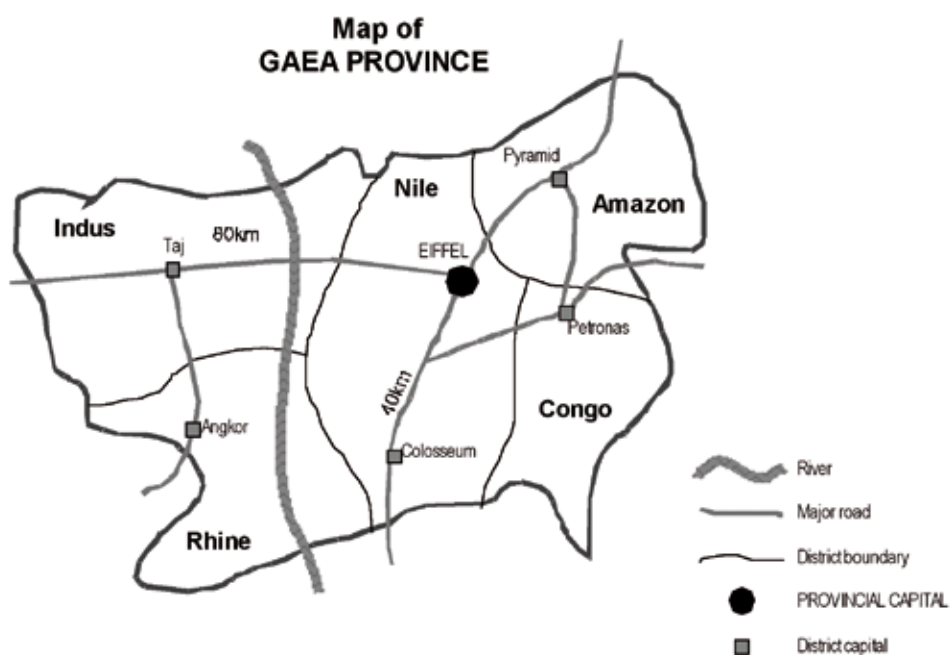 Map of
GAEA PROVINCE
Pyramid
Nile
Amazon
Indus
80km
Taj
EIFFEL
Petronas
40km
Congo
Angkor
Colosseum
Rhine
River
Major road
District boundary
PROVINCIAL CAPITAL
District capital